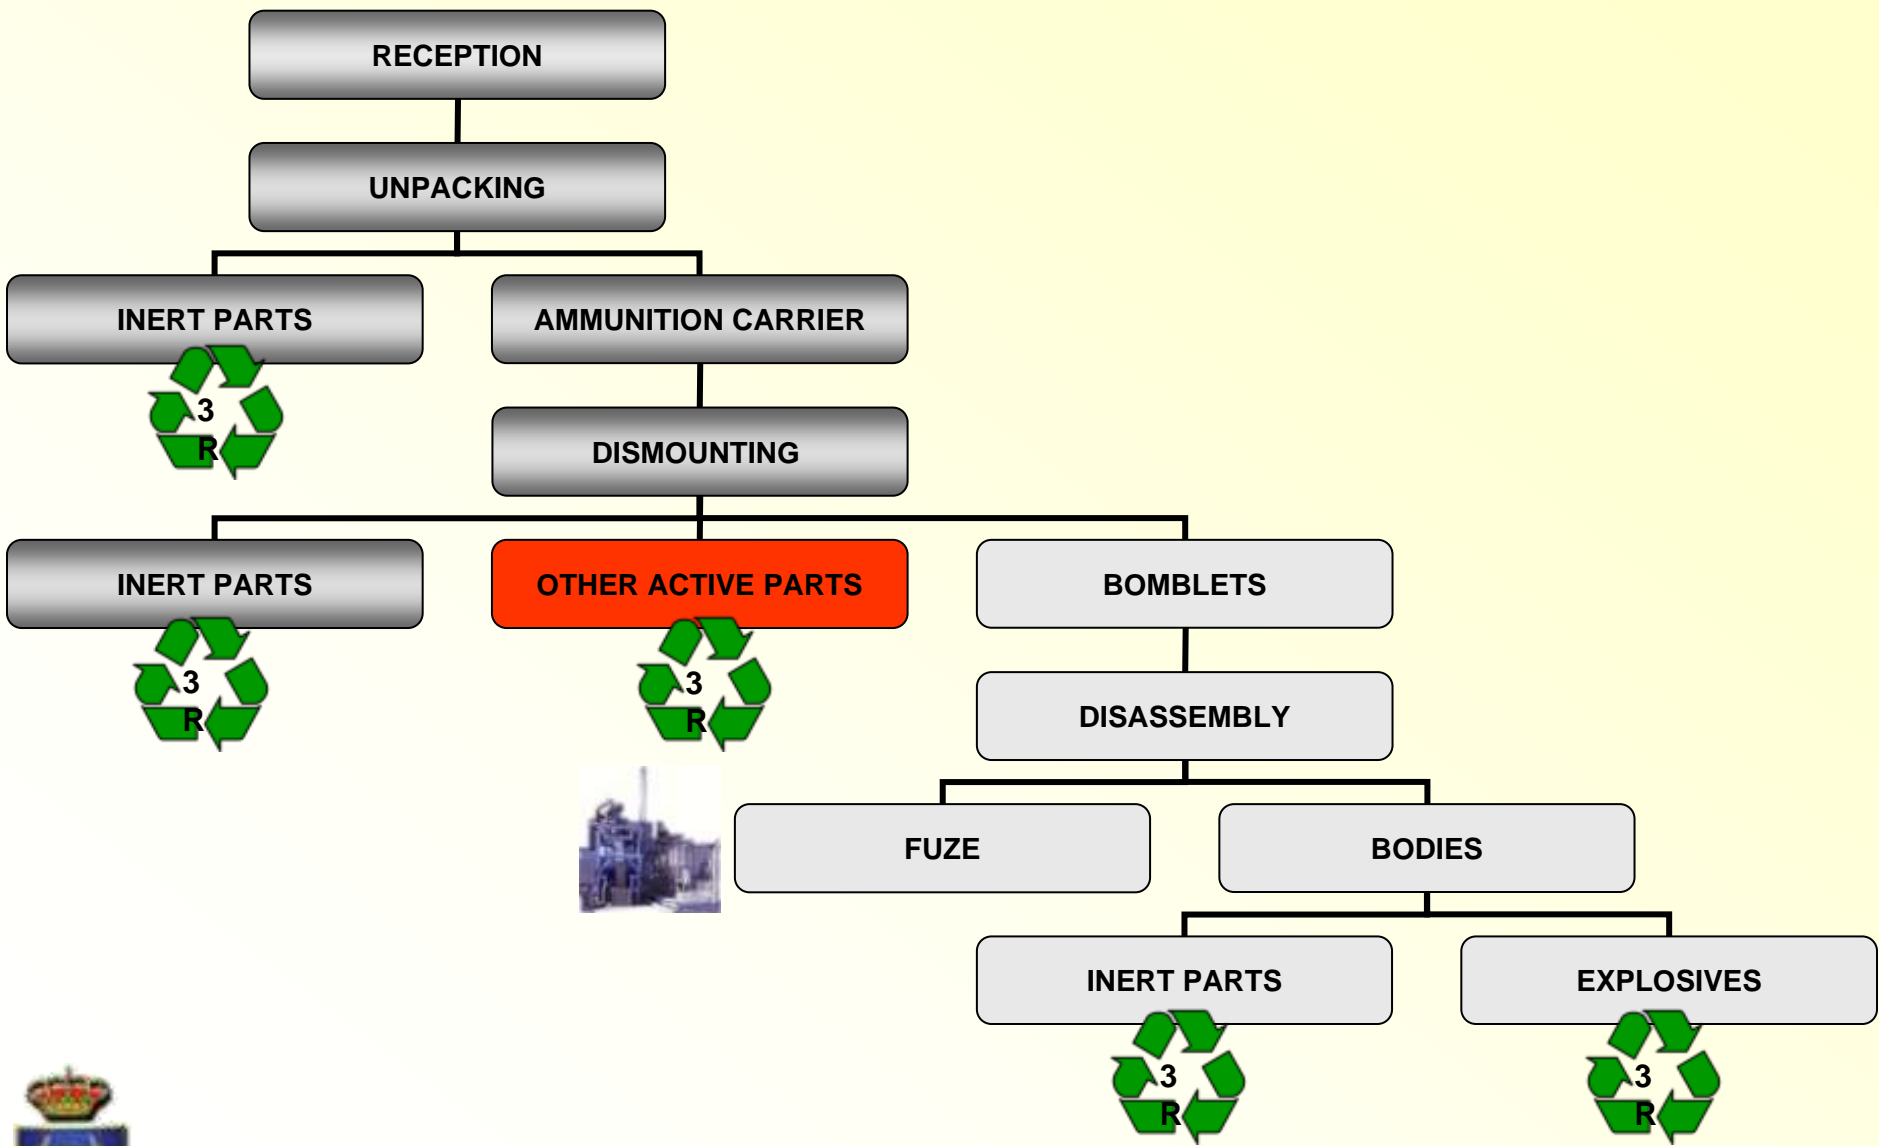 RECEPTION
UNPACKING
INERT PARTS
AMMUNITION CARRIER
3
R
DISMOUNTING
INERT PARTS
OTHER ACTIVE PARTS
BOMBLETS
3
R
3
R
DISASSEMBLY
FUZE
BODIES
INERT PARTS
EXPLOSIVES
3
R
3
R